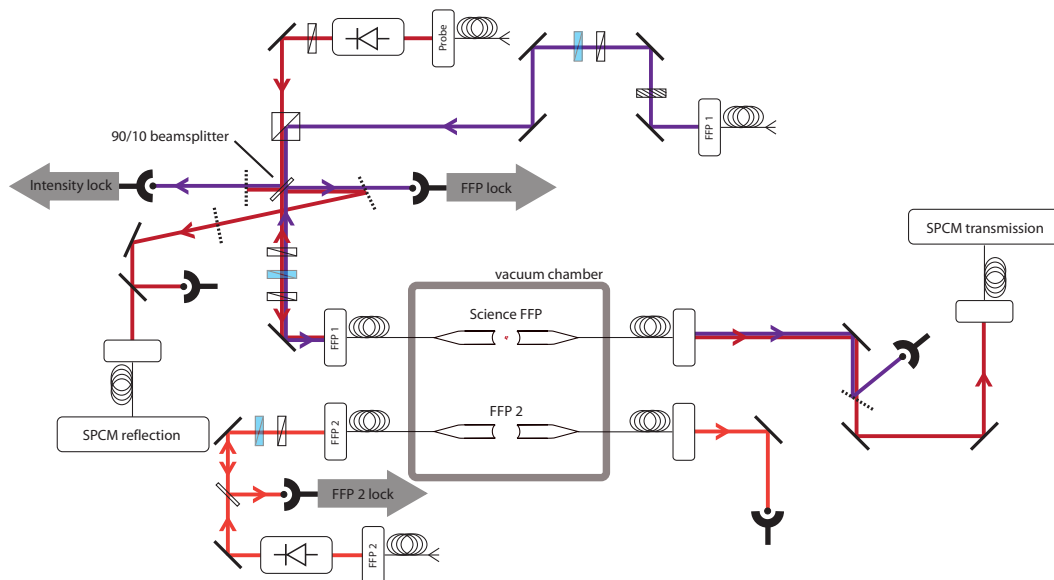 Probe
FFP 1
90/10 beamsplitter
Intensity lock
FFP lock
SPCM transmission
vacuum chamber
Science FFP
FFP 1
FFP 2
FFP 2
SPCM reflection
FFP 2 lock
FFP 2